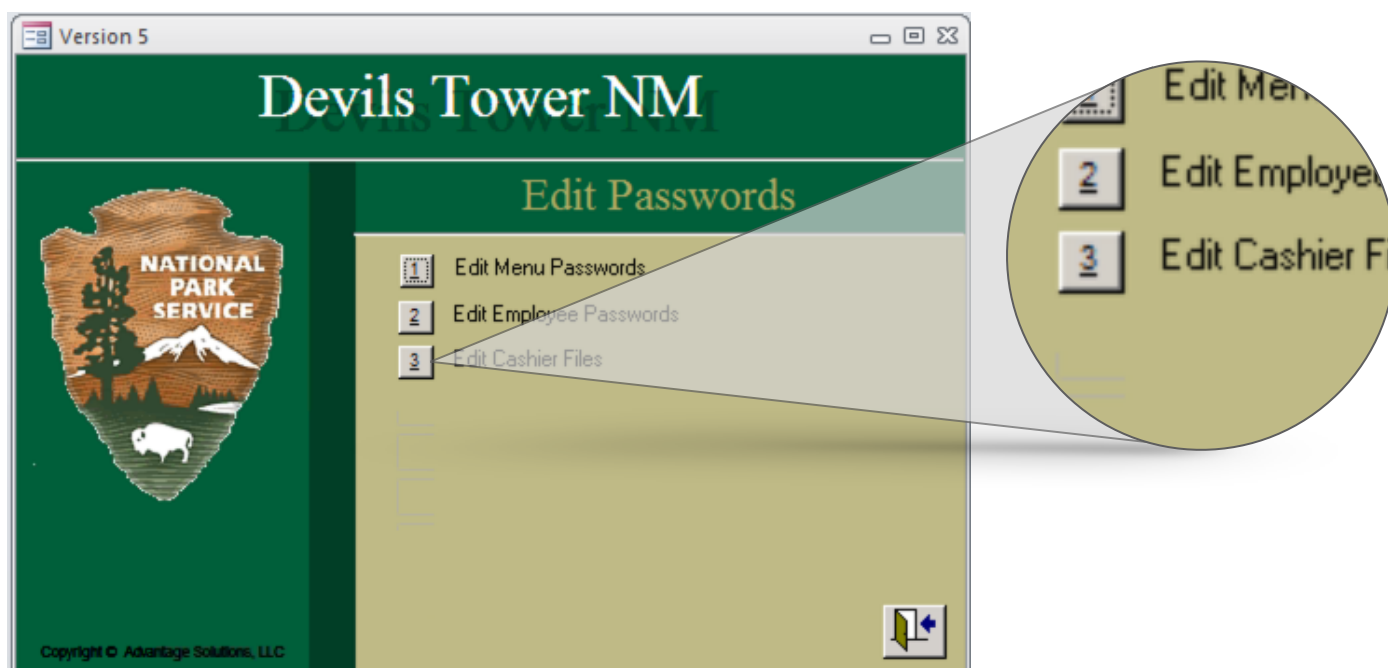 Version 5
Devils Tower NM
NATIONAL
PARK
SERVICE
Edit Passwords
1 Edit Menu Passwords
2 Edit Employee Passwords
3 Edit Cashier Files
Copyright © Advantage Solutions, LLC
Edit Men
2 Edit Employe
3 Edit Cashier Fi